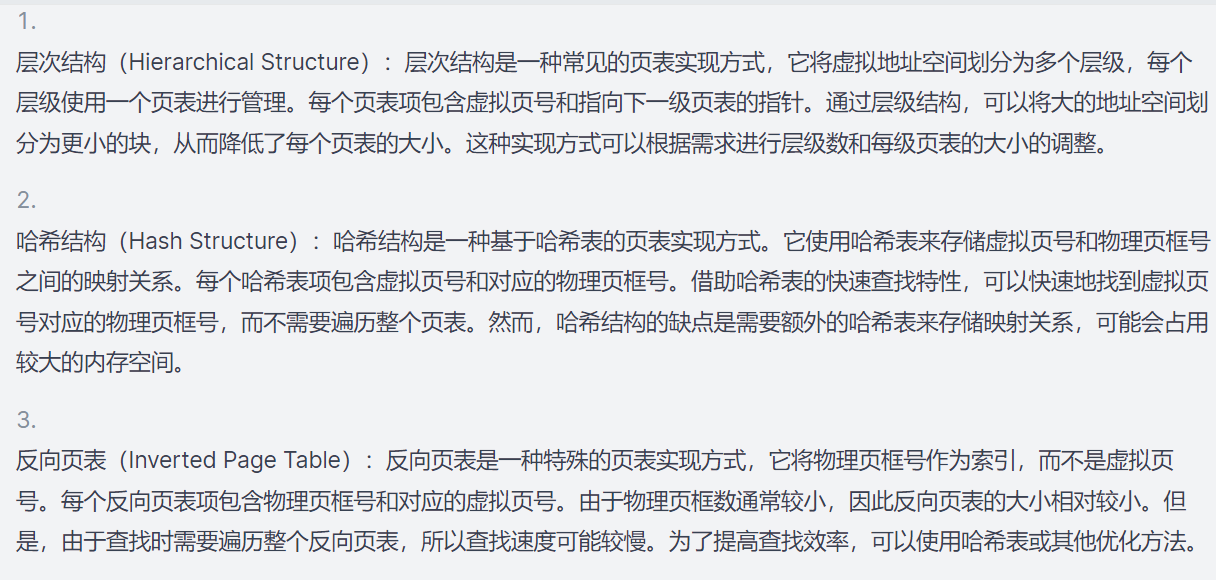 1.
层次结构（Hierarchical Structure）：层次结构是一种常见的页表实现方式，它将虚拟地址空间划分为多个层级，每个
层级使用一个页表进行管理。每个页表项包含虚拟页号和指向下一级页表的指针。通过层级结构，可以将大的地址空间划
分为更小的块，从而降低了每个页表的大小。这种实现方式可以根据需求进行层级数和每级页表的大小的调整。
2.
哈希结构（Hash Structure）：哈希结构是一种基于哈希表的页表实现方式。它使用哈希表来存储虚拟页号和物理页框号
之间的映射关系。每个哈希表项包含虚拟页号和对应的物理页框号。借助哈希表的快速查找特性，可以快速地找到虚拟页
号对应的物理页框号，而不需要遍历整个页表。然而，哈希结构的缺点是需要额外的哈希表来存储映射关系，可能会占用
较大的内存空间。
3.
反向页表（Inverted Page Table）：反向页表是一种特殊的页表实现方式，它将物理页框号作为索引，而不是虚拟页
号。每个反向页表项包含物理页框号和对应的虚拟页号。由于物理页框数通常较小，因此反向页表的大小相对较小。但
是，由于查找时需要遍历整个反向页表，所以查找速度可能较慢。为了提高查找效率，可以使用哈希表或其他优化方法。